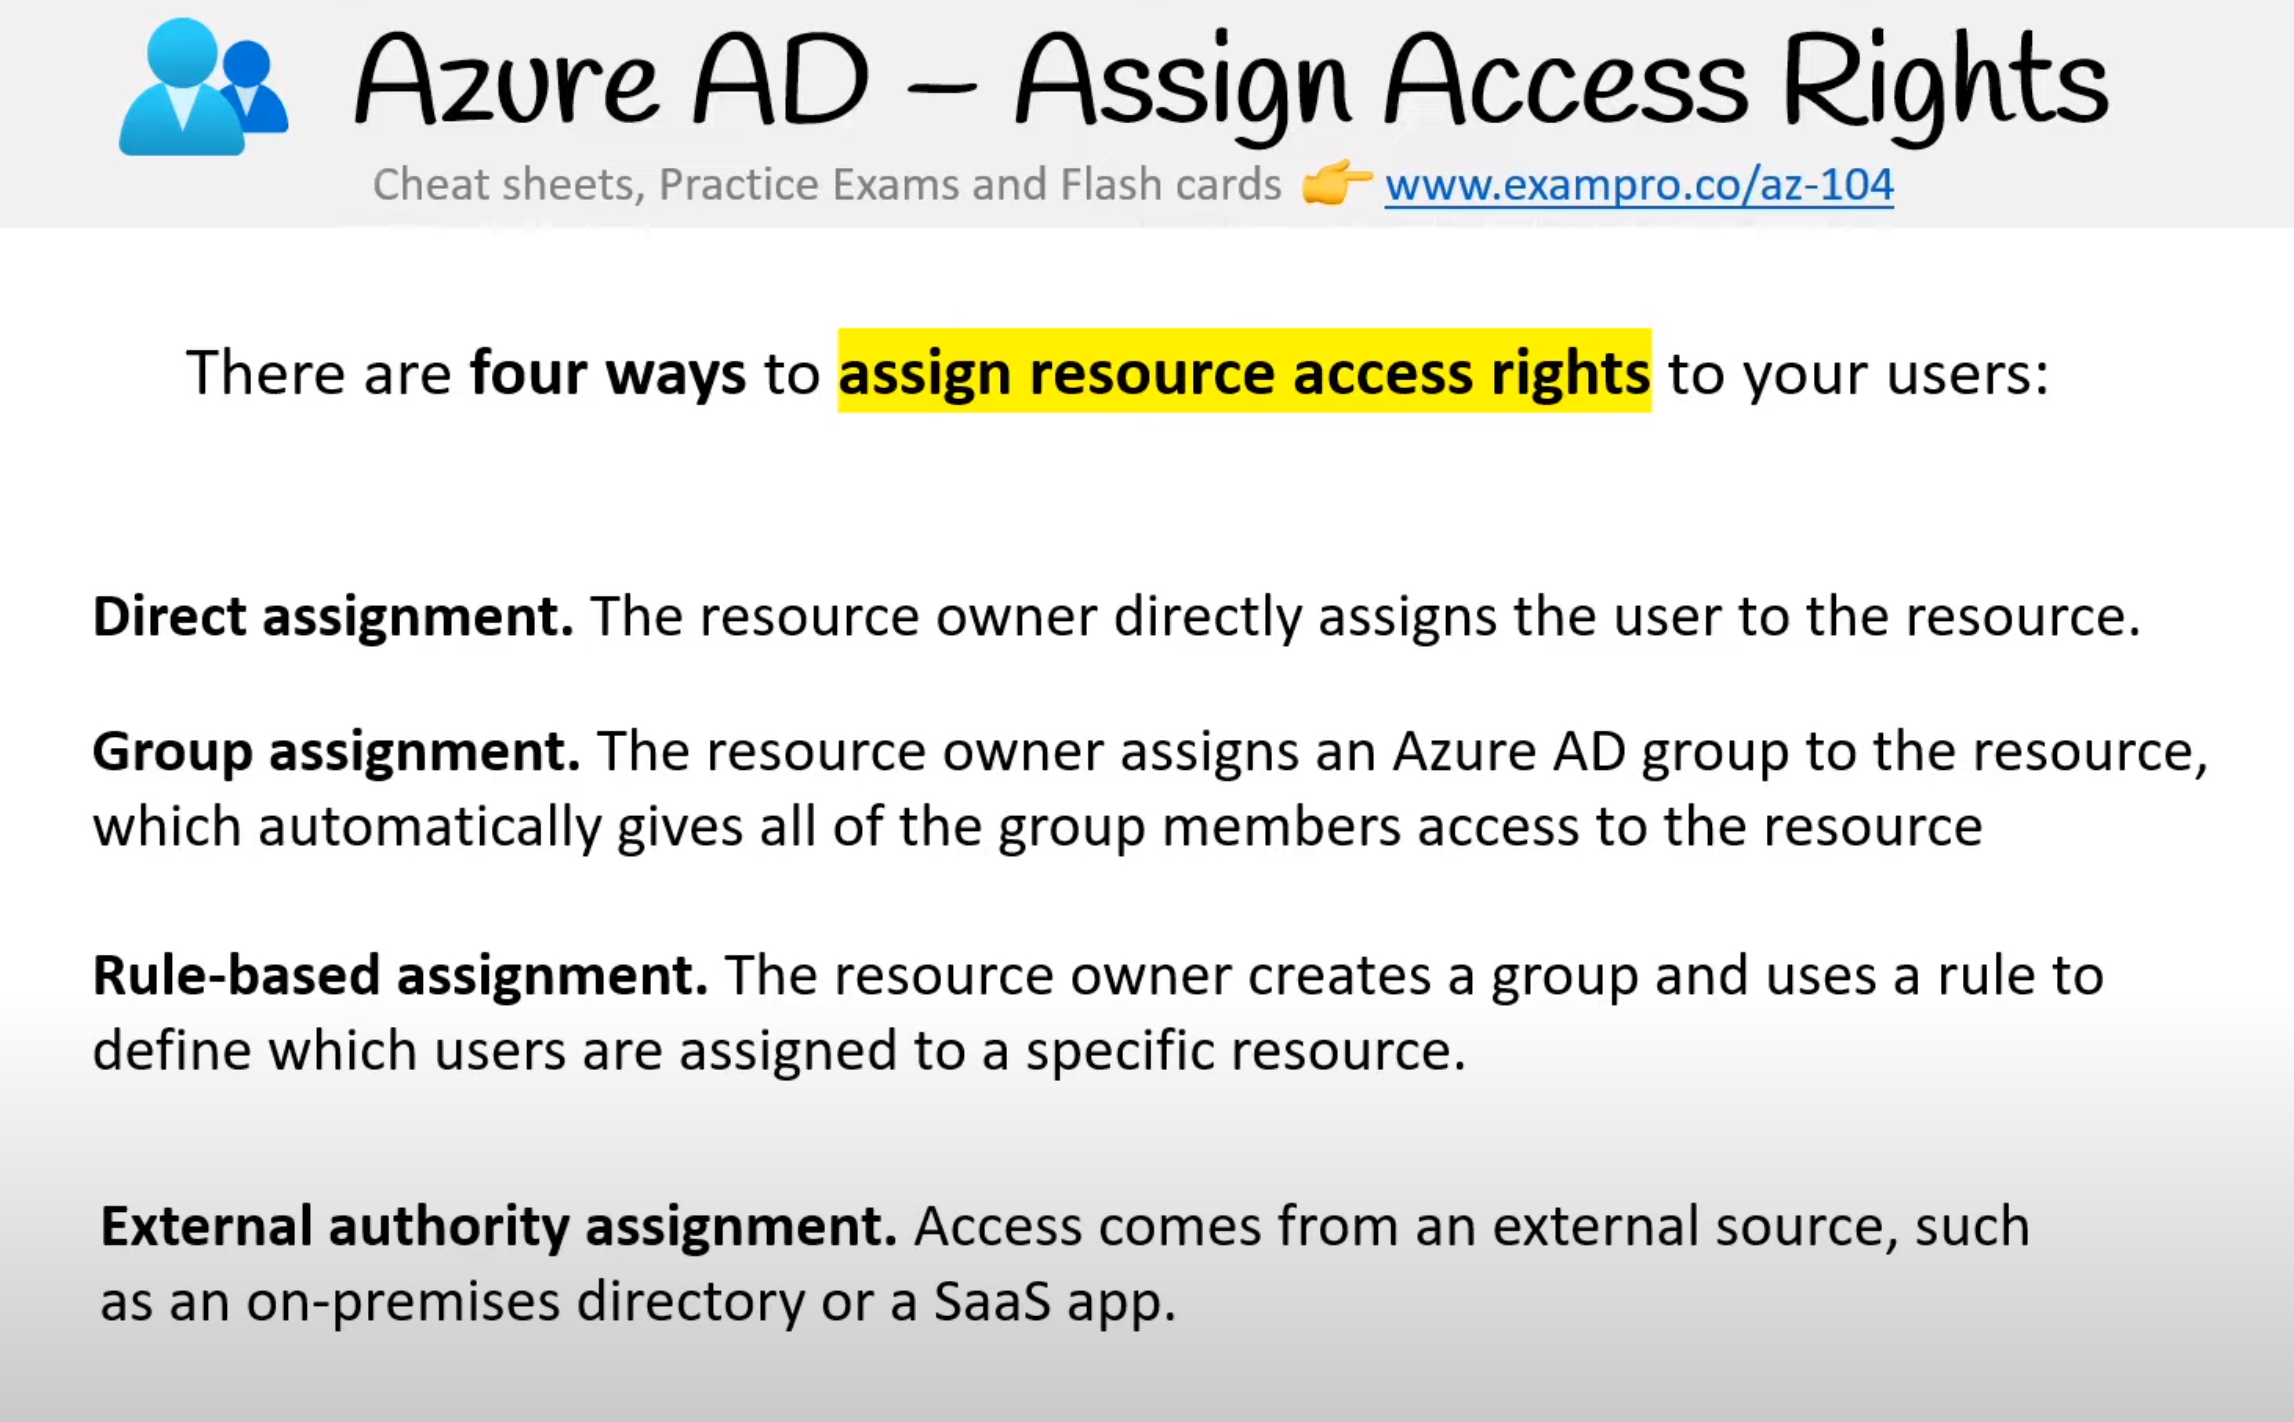 Azure AD – Assign Access Rights
Cheat sheets, Practice Exams and Flash cards 👉 www.exampro.co/az-104
There are four ways to assign resource access rights to your users:
Direct assignment. The resource owner directly assigns the user to the resource.
Group assignment. The resource owner assigns an Azure AD group to the resource,
which automatically gives all of the group members access to the resource
Rule-based assignment. The resource owner creates a group and uses a rule to
define which users are assigned to a specific resource.
External authority assignment. Access comes from an external source, such
as an on-premises directory or a SaaS app.